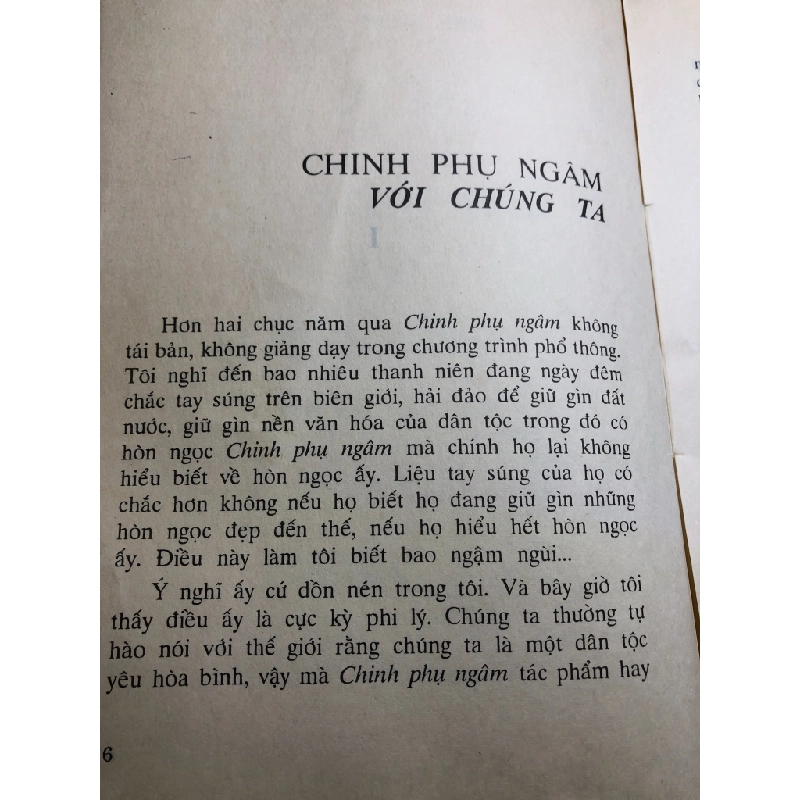 CHINH PHỤ NGÂM
VỚI CHÚNG TA
I
Hơn hai chục năm qua Chinh phụ ngâm không
tái bản, không giảng dạy trong chương trình phổ thông.
Tôi nghĩ đến bao nhiêu thanh niên đang ngày đêm
chắc tay súng trên biên giới, hải đảo để giữ gìn đất
nước, giữ gìn nền văn hóa của dân tộc trong đó có
hòn ngọc Chinh phụ ngâm mà chính họ lại không
hiểu biết về hòn ngọc ấy. Liệu tay súng của họ có
chắc hơn không nếu họ biết họ đang giữ gìn những
hòn ngọc đẹp đến thế, nếu họ hiểu hết hòn ngọc
ấy. Điều này làm tôi biết bao ngậm ngùi...
Ý nghĩ ấy cứ dồn nén trong tôi. Và bây giờ tôi
thấy điều ấy là cực kỳ phi lý. Chúng ta thường tự
hào nói với thế giới rằng chúng ta là một dân tộc
yêu hòa bình, vậy mà Chinh phụ ngâm tác phẩm hay
6